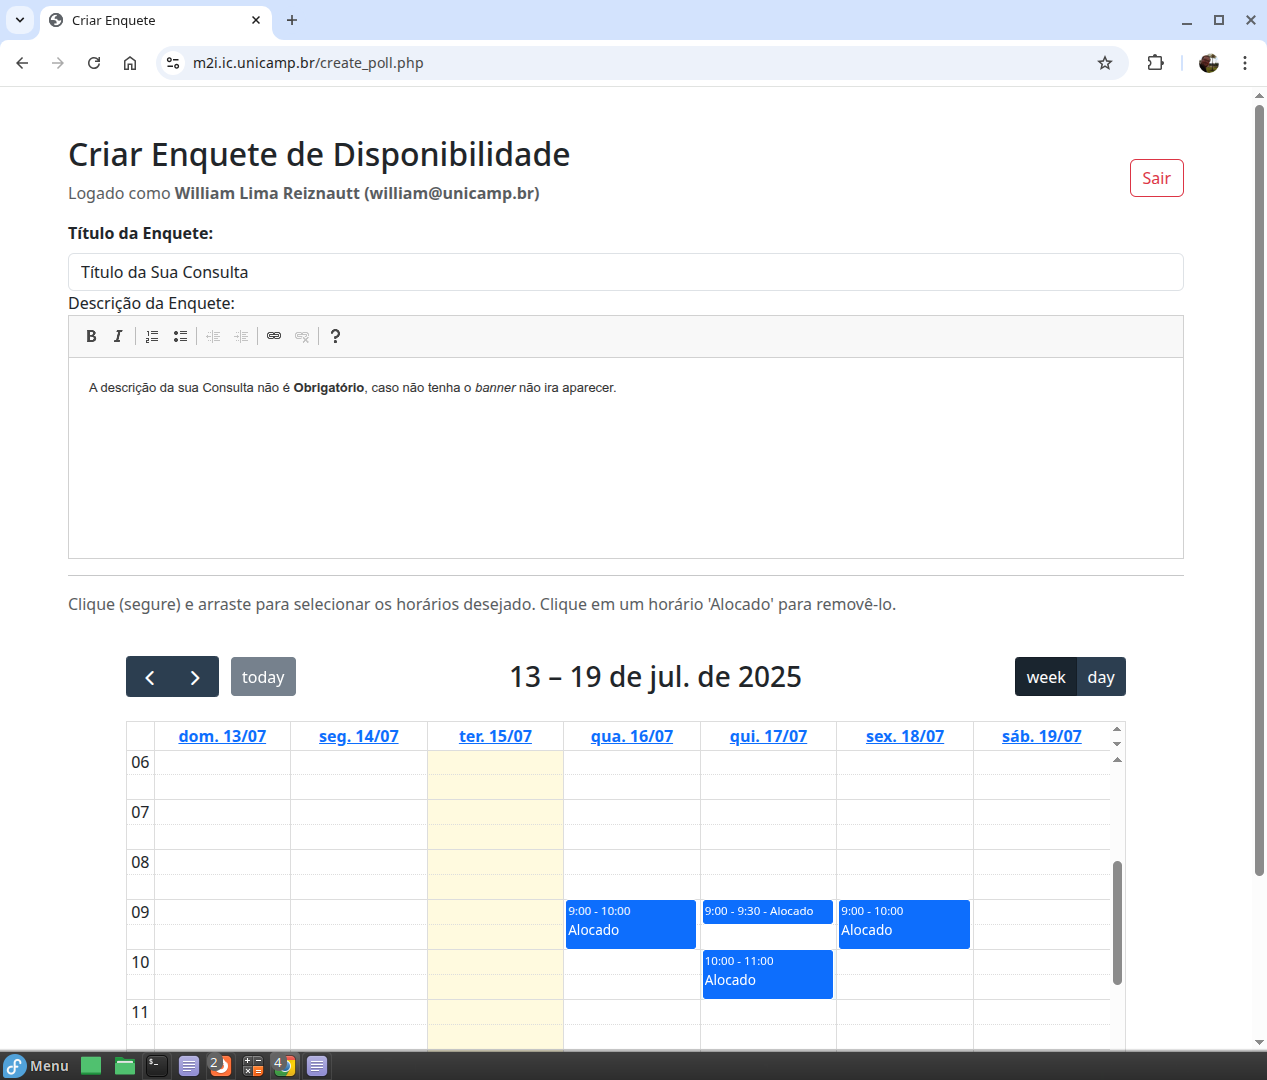 Criar Enquete
m2i.ic.unicamp.br/create_poll.php
Criar Enquete de Disponibilidade
Logado como William Lima Reiznautt (william@unicamp.br)
Sair
Título da Enquete:
Título da Sua Consulta
Descrição da Enquete:
B I ?
A descrição da sua Consulta não é Obrigatório, caso não tenha o banner não ira aparecer.
Clique (segure) e arraste para selecionar os horários desejado. Clique em um horário 'Alocado' para removê-lo.
today
13 – 19 de jul. de 2025
week day
dom. 13/07 seg. 14/07 ter. 15/07 qua. 16/07 qui. 17/07 sex. 18/07 sáb. 19/07
06
07
08
09
9:00 - 10:00
Alocado
9:00 - 9:30 - Alocado
9:00 - 10:00
Alocado
10
10:00 - 11:00
Alocado
11
Menu 2 4